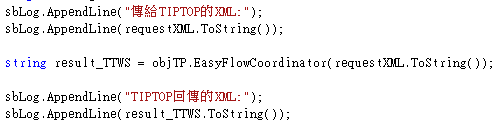 sbLog.AppendLine("傳給TIPTOP的XML:");
sbLog.AppendLine(requestXML.ToString());
string result_TTWS = objTP.EasyFlowCoordinator(requestXML.ToString());
sbLog.AppendLine("TIPTOP回傳的XML:");
sbLog.AppendLine(result_TTWS.ToString());